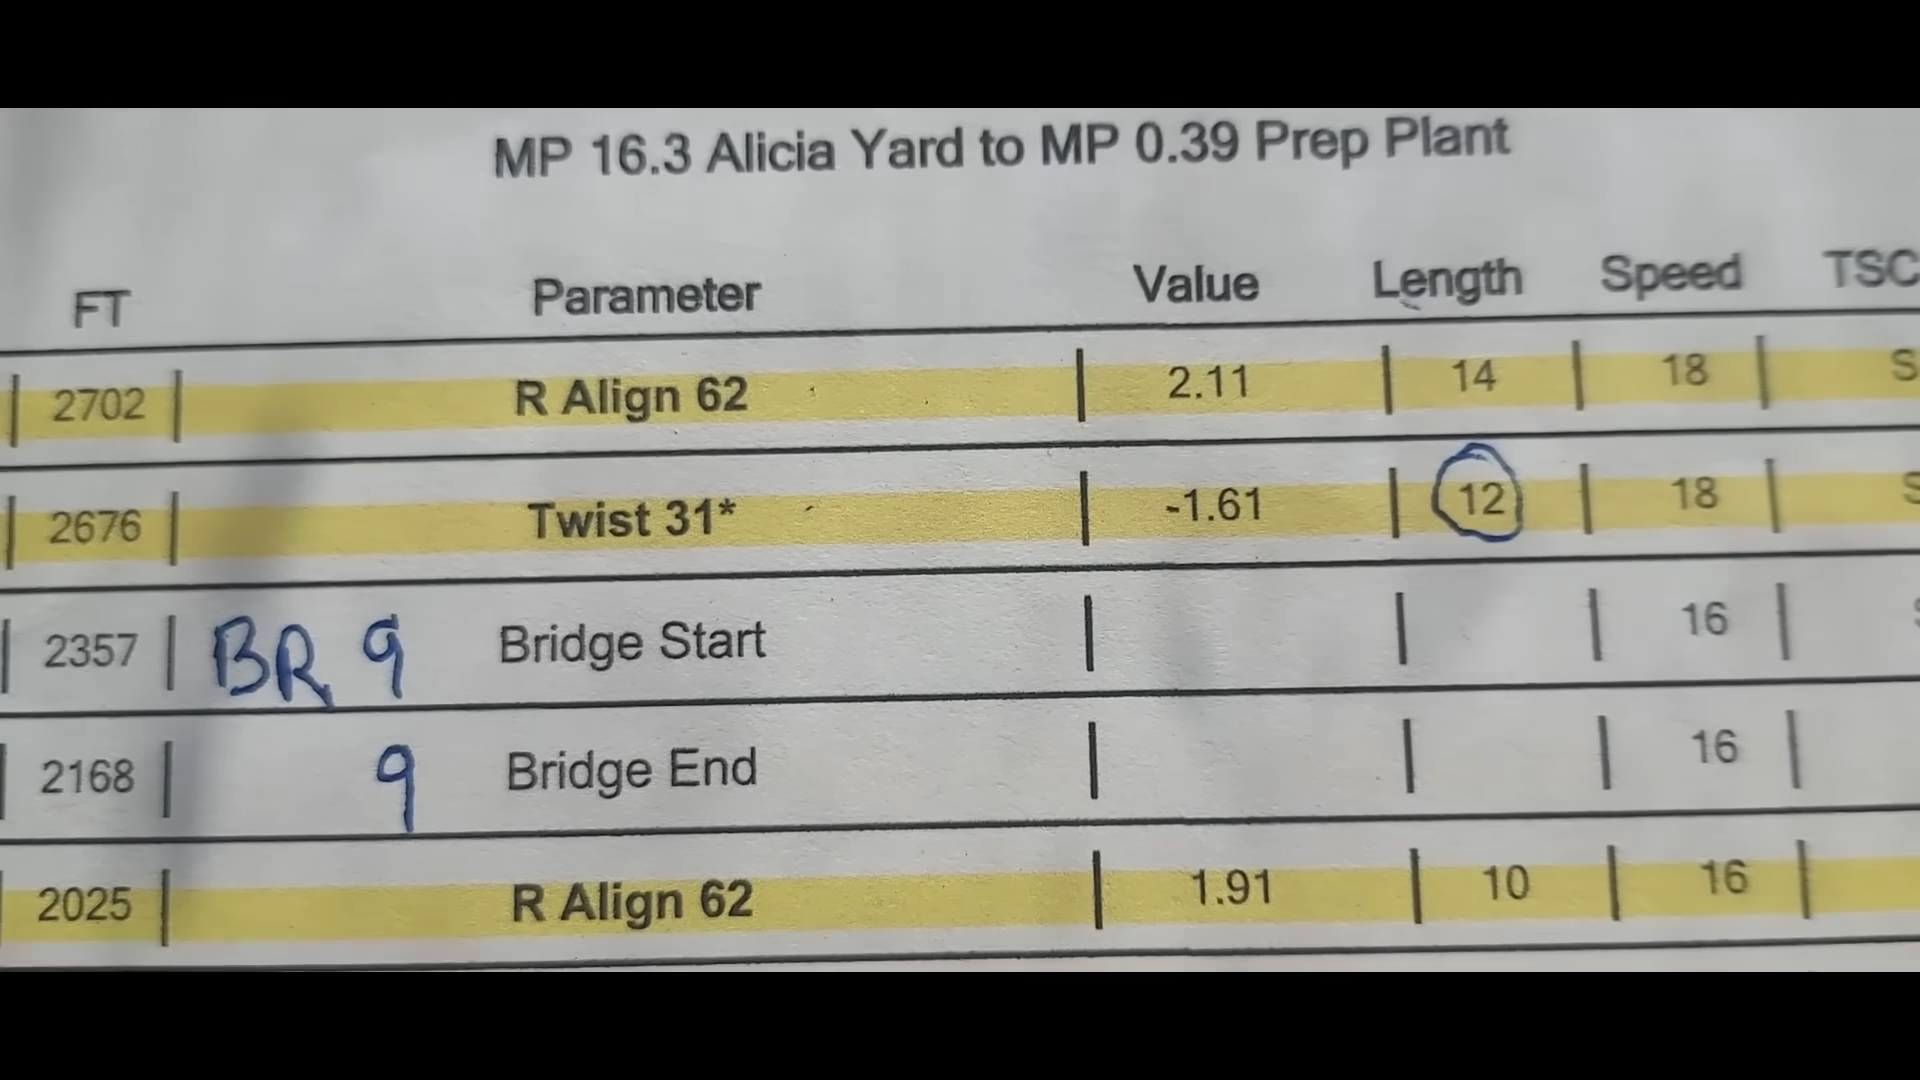 MP 16.3 Alicia Yard to MP 0.39 Prep Plant
FT Parameter Value Length Speed TSC
2702 R Align 62 2.11 14 18 S
2676 Twist 31* -1.61 12 18 S
2357 BR 9 Bridge Start 16
2168 9 Bridge End 16
2025 R Align 62 1.91 10 16